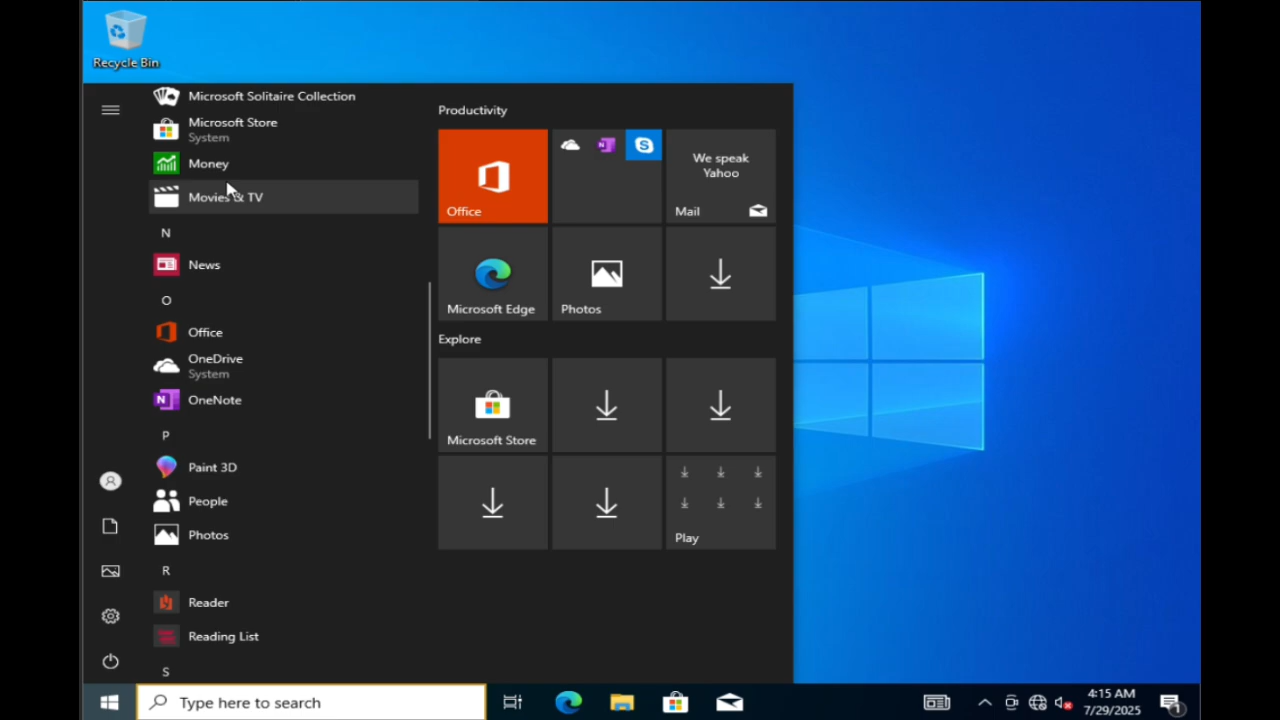 Recycle Bin
Microsoft Solitaire Collection
Microsoft Store
System
Money
Movies & TV
N
News
O
Office
OneDrive
System
OneNote
P
Paint 3D
People
Photos
R
Reader
Reading List
S
Productivity
Office
We speak
Yahoo
Mail
Microsoft Edge
Photos
Explore
Microsoft Store
Play
Type here to search
4:15 AM
7/29/2025
1